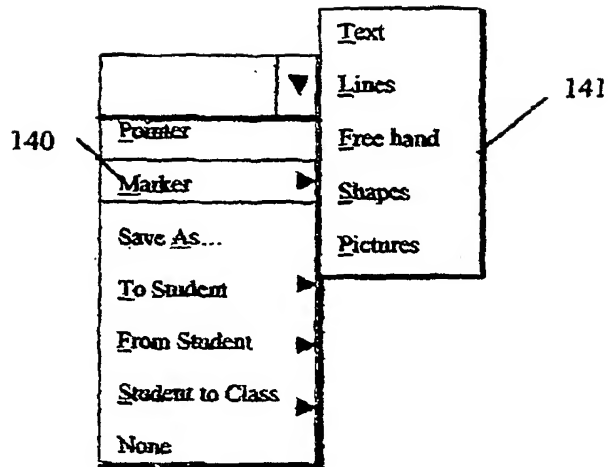 Text
Lines
Free hand
Shapes
Pictures
141
140
Pointer
Marker
Save As...
To Student
From Student
Student to Class
None